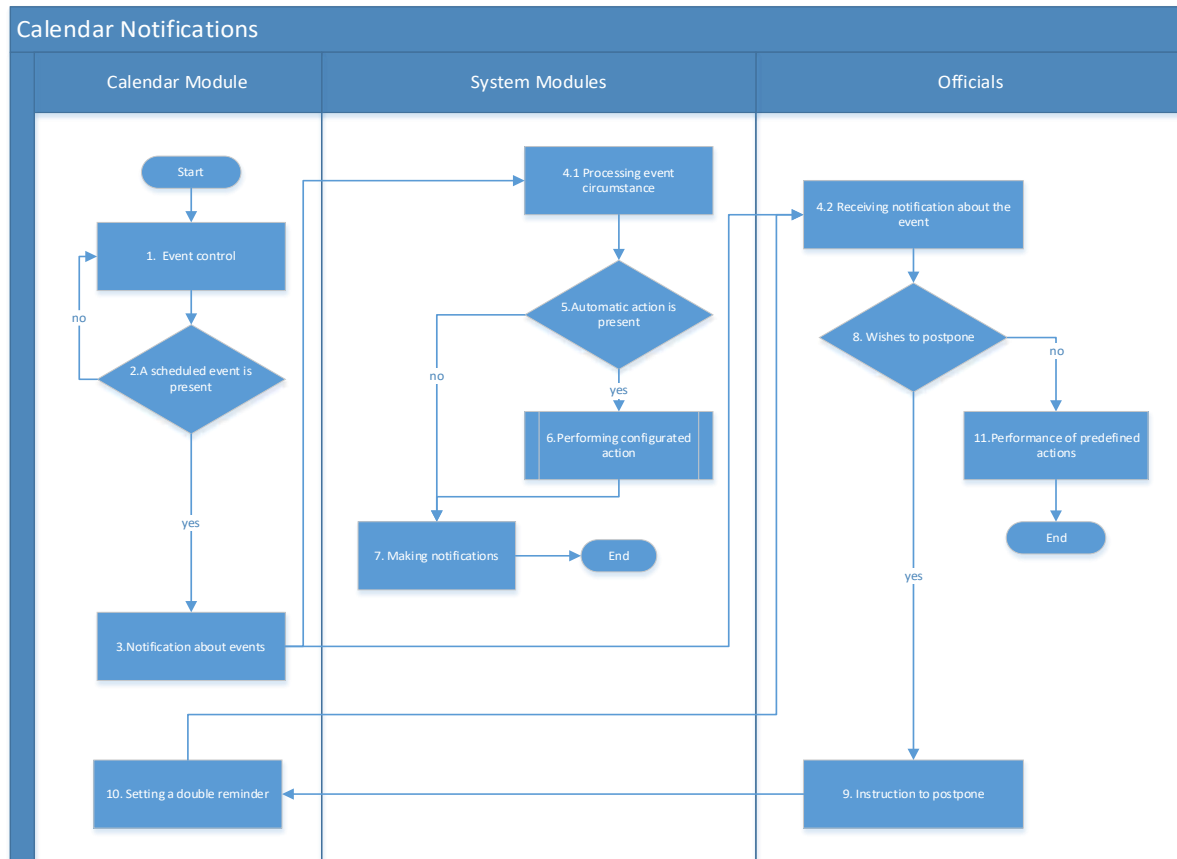 Calendar Notifications
Calendar Module
System Modules
Officials
Start
4.1 Processing event
circumstance
4.2 Receiving notification about the
event
1. Event control
no
2.A scheduled event is
present
5.Automatic action is
present
8. Wishes to postpone
no
no
yes
6.Performing configurated
action
11.Performance of predefined
actions
yes
7. Making notifications
End
End
yes
3.Notification about events
10. Setting a double reminder
9. Instruction to postpone